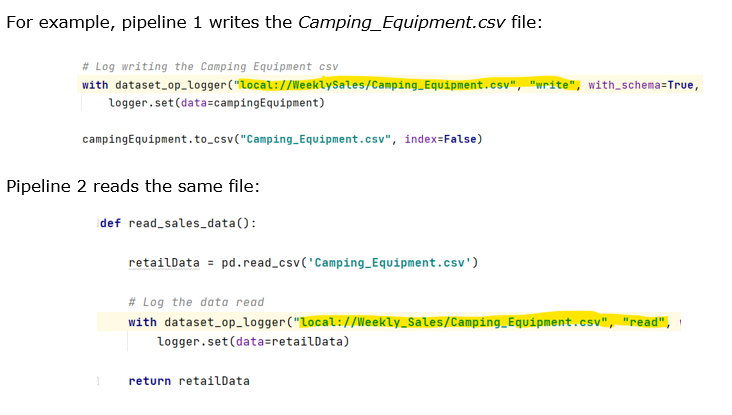 For example, pipeline 1 writes the Camping_Equipment.csv file:
# Log writing the Camping Equipment csv
with dataset_op_logger("local://WeeklySales/Camping_Equipment.csv", "write", with_schema=True,
logger.set(data=campingEquipment)
campingEquipment.to_csv("Camping_Equipment.csv", index=False)
Pipeline 2 reads the same file:
def read_sales_data():
retailData = pd.read_csv('Camping_Equipment.csv')
# Log the data read
with dataset_op_logger("local://Weekly_Sales/Camping_Equipment.csv", "read",
logger.set(data=retailData)
return retailData